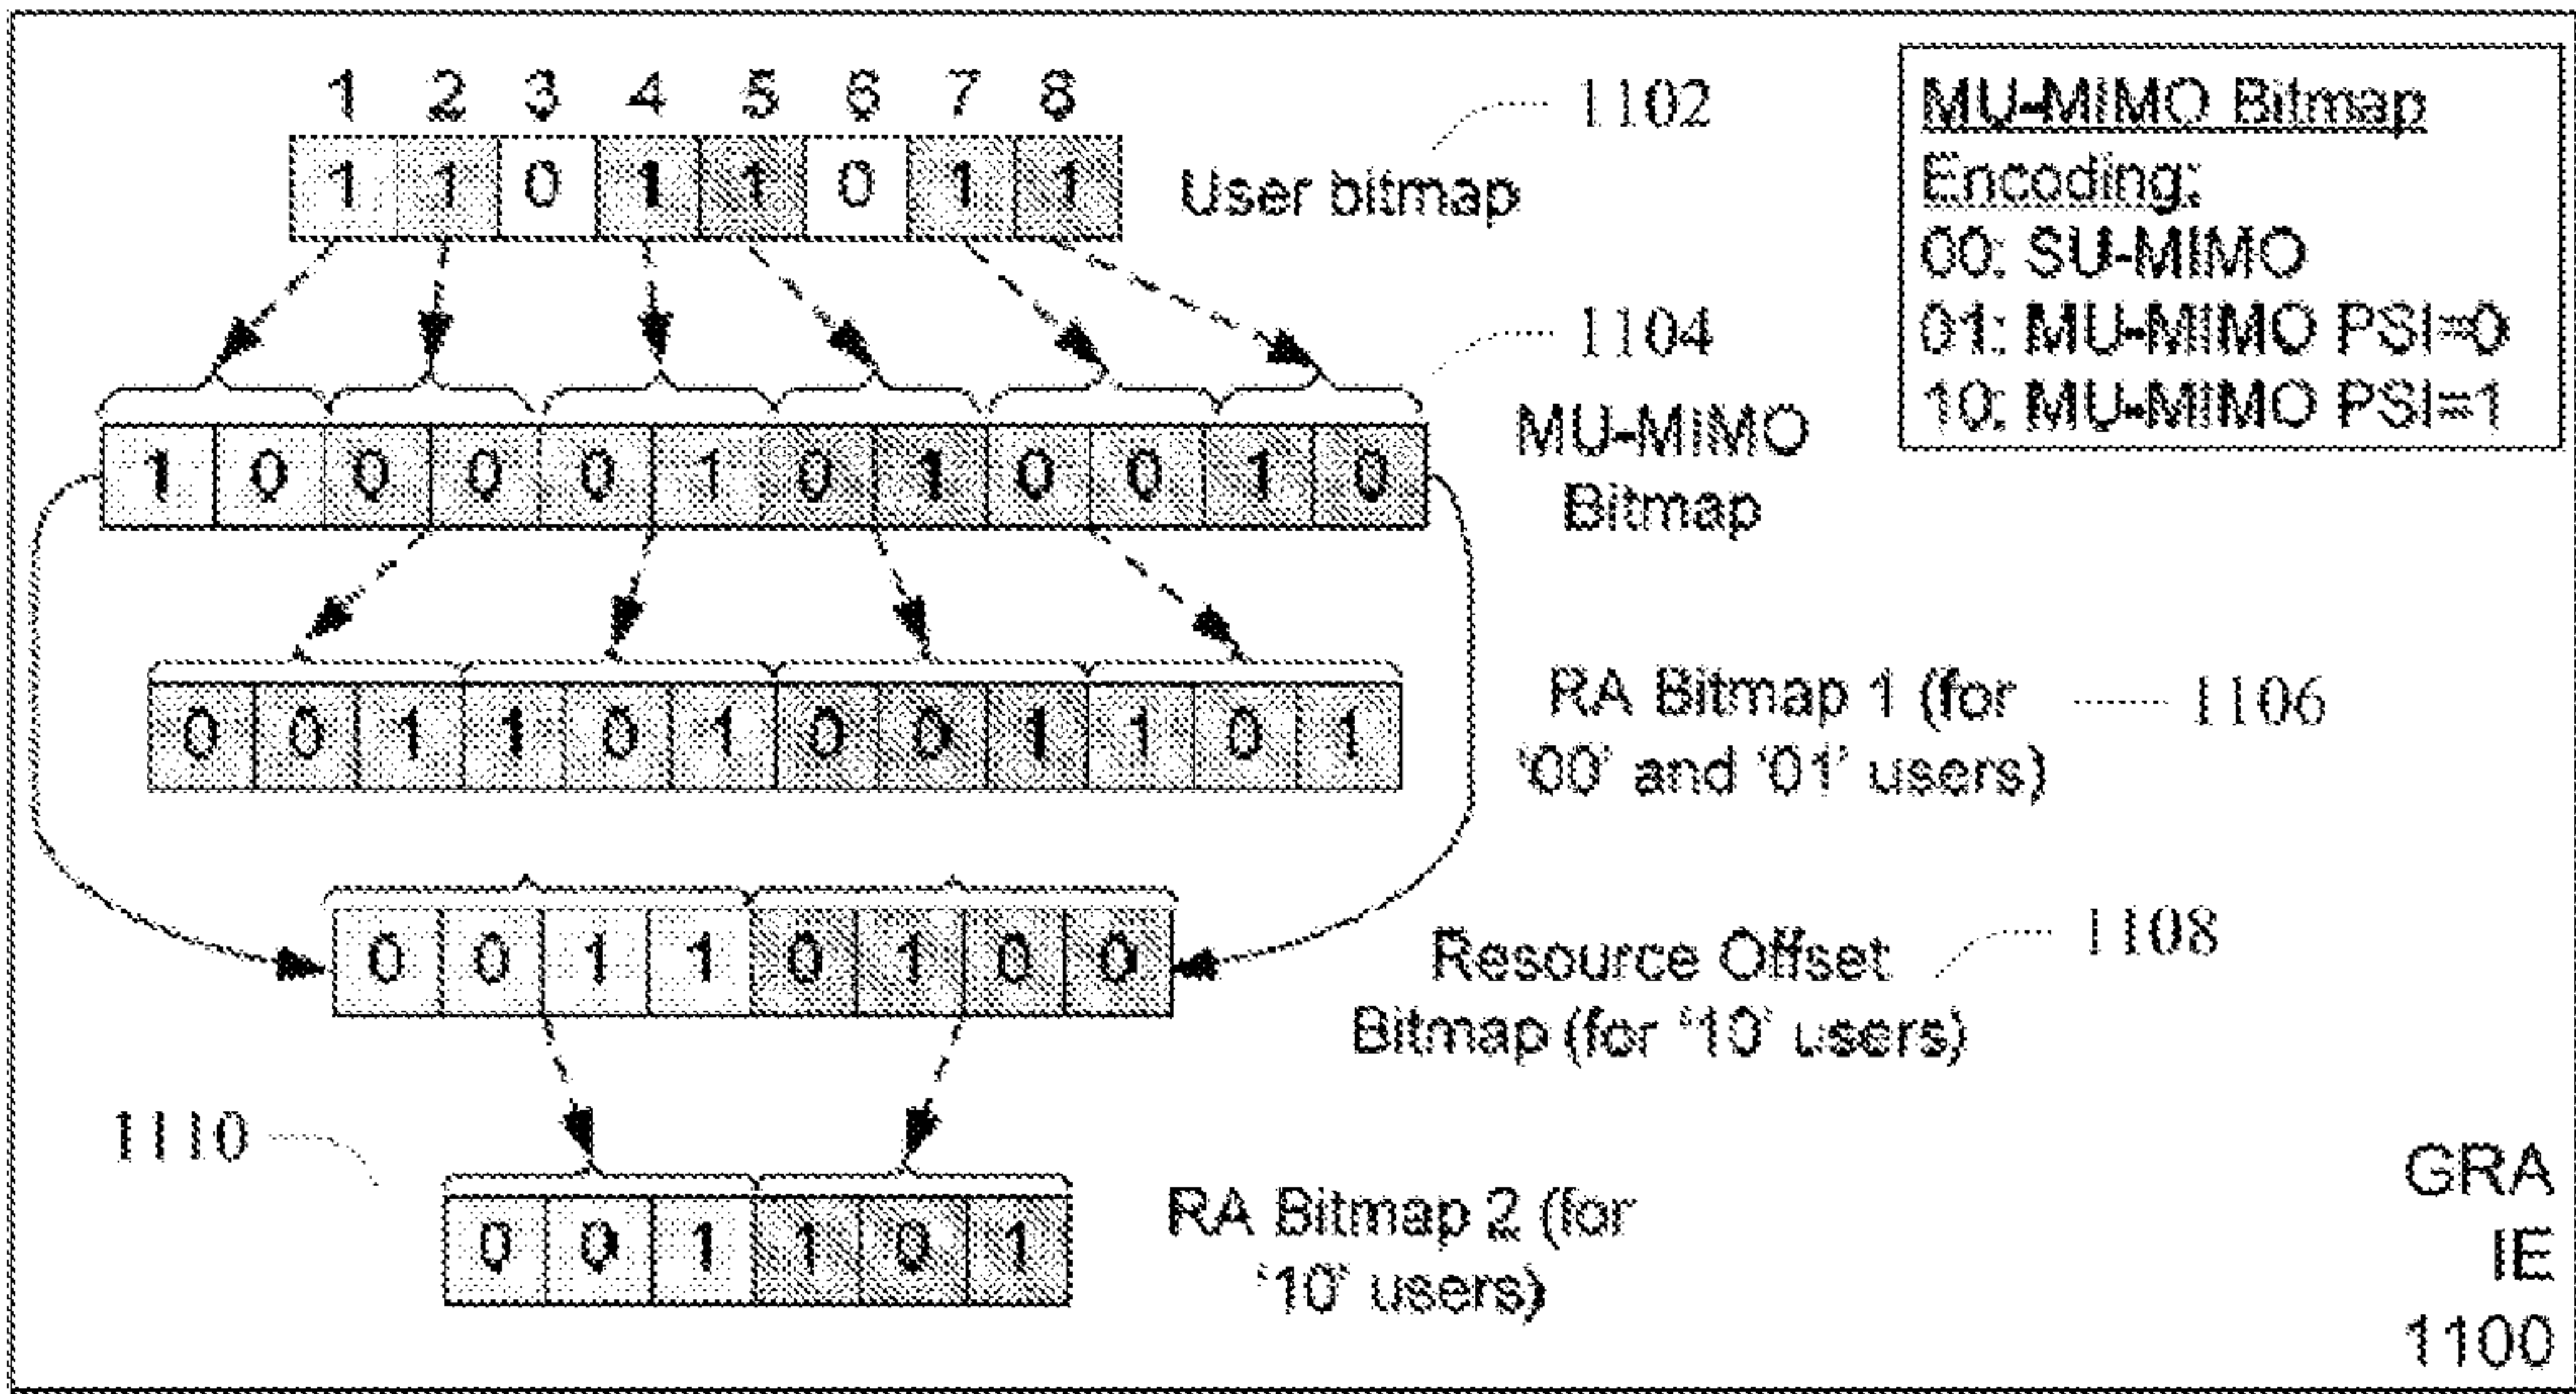 1 2 3 4 5 6 7 8
1 1 0 1 1 0 1 1
User bitmap
1102
MU-MIMO Bitmap
Encoding:
00: SU-MIMO
01: MU-MIMO PSI=0
10: MU-MIMO PSI=1
1104
MU-MIMO
Bitmap
1 0 0 0 0 1 0 1 0 0 1 0
0 0 1 1 0 1 0 0 1 1 0 1
RA Bitmap 1 (for
'00' and '01' users)
1106
0 0 1 1 0 1 0 0
Resource Offset
Bitmap (for '10' users)
1108
1110
0 0 1 1 0 1
RA Bitmap 2 (for
'10' users)
GRA
IE
1100